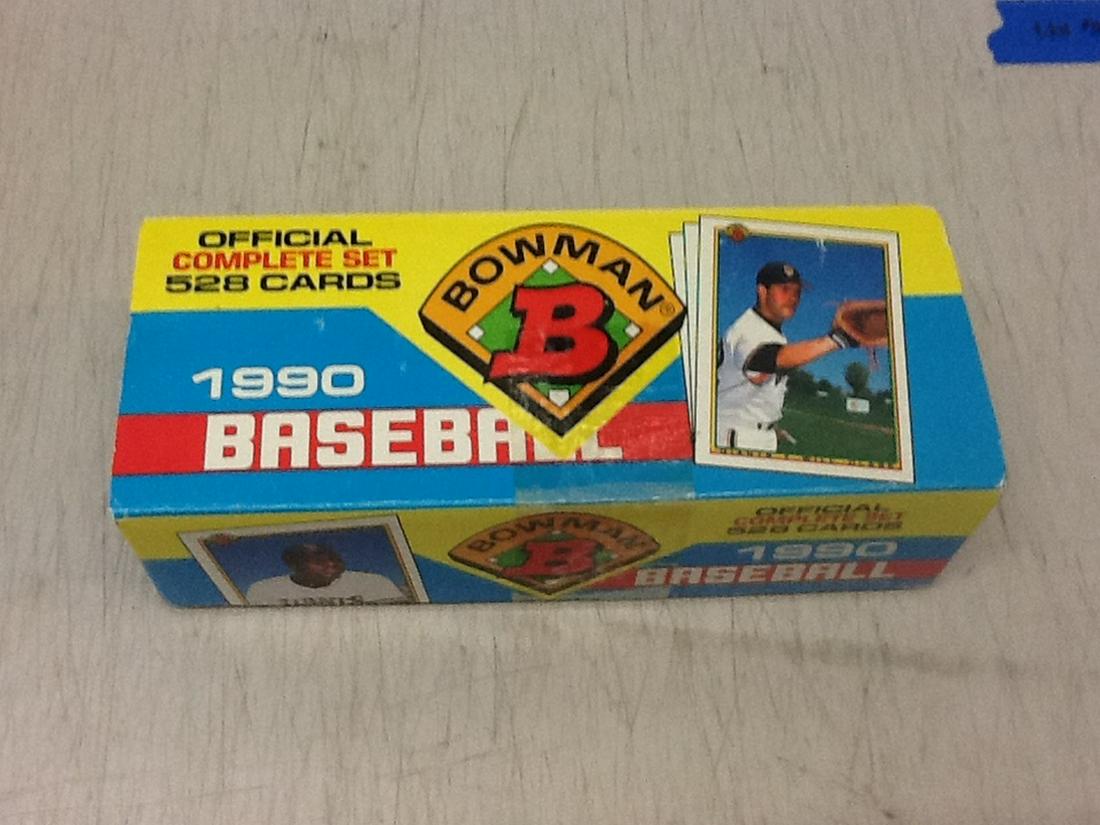 OFFICIAL
COMPLETE SET
528 CARDS
BOWMAN®
B
1990
BASEBALL
BOWMAN
B
OFFICIAL
COMPLETE SET
528 CARDS
1990
BASEBALL